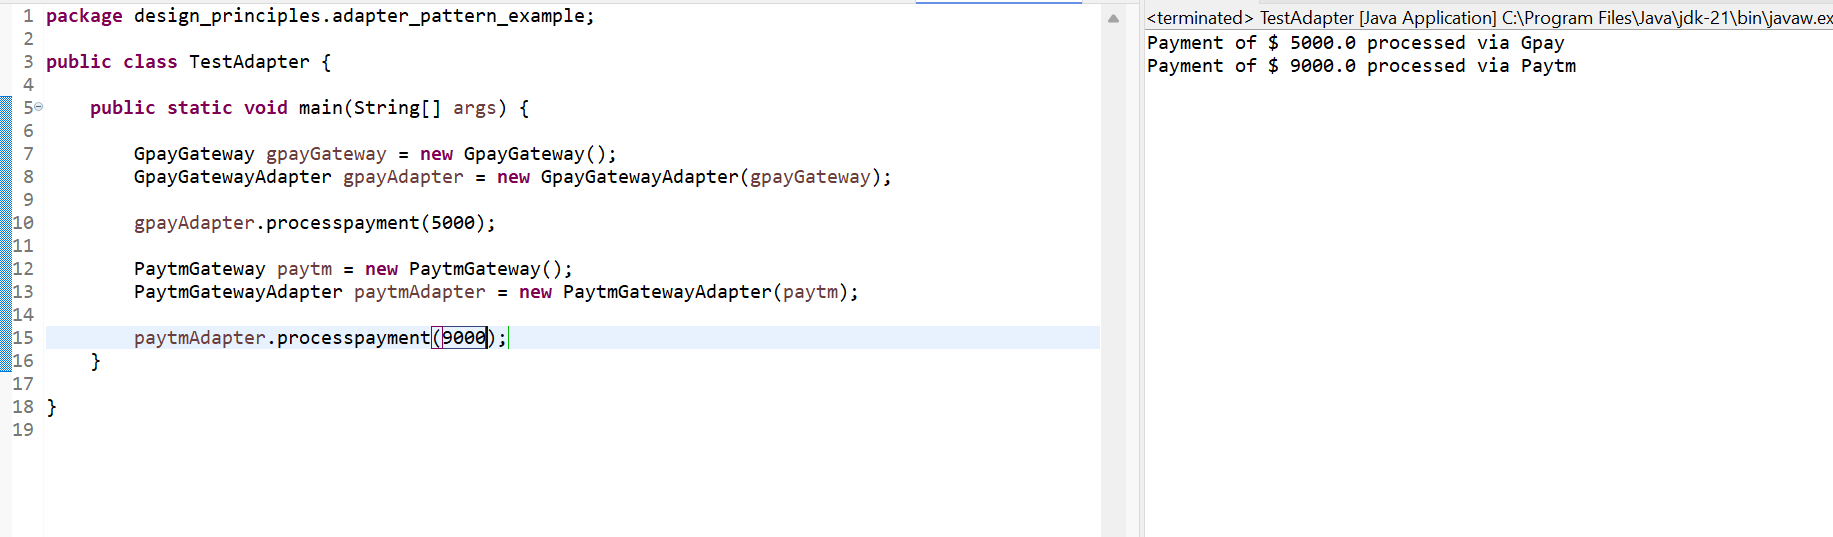 1 package design_principles.adapter_pattern_example;
2
3 public class TestAdapter {
4
5 public static void main(String[] args) {
6
7 GpayGateway gpayGateway = new GpayGateway();
8 GpayGatewayAdapter gpayAdapter = new GpayGatewayAdapter(gpayGateway);
9
10 gpayAdapter.processpayment(5000);
11
12 PaytmGateway paytm = new PaytmGateway();
13 PaytmGatewayAdapter paytmAdapter = new PaytmGatewayAdapter(paytm);
14
15 paytmAdapter.processpayment(9000);
16 }
17
18 }
19
<terminated> TestAdapter [Java Application] C:\Program Files\Java\jdk-21\bin\javaw.ex
Payment of $ 5000.0 processed via Gpay
Payment of $ 9000.0 processed via Paytm